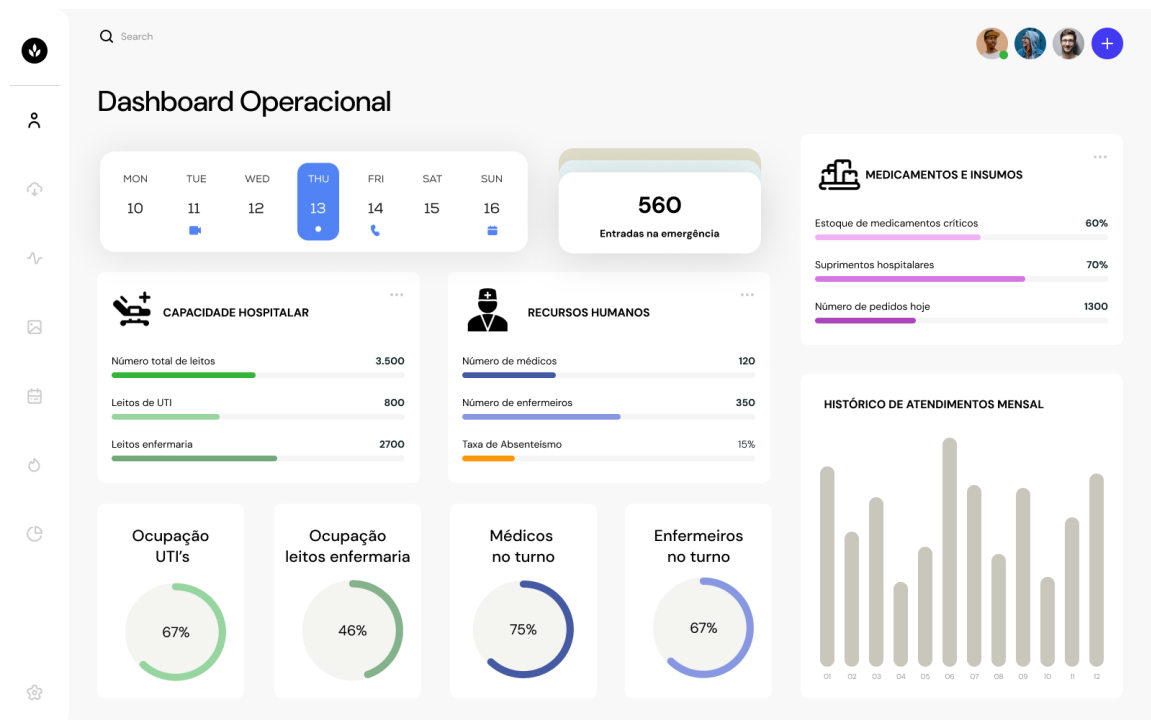 Search
Dashboard Operacional
MON TUE WED THU FRI SAT SUN
10 11 12 13 14 15 16
560
Entradas na emergência
MEDICAMENTOS E INSUMOS
Estoque de medicamentos críticos 60%
Suprimentos hospitalares 70%
Número de pedidos hoje 1300
CAPACIDADE HOSPITALAR
Número total de leitos 3.500
Leitos de UTI 800
Leitos enfermaria 2700
RECURSOS HUMANOS
Número de médicos 120
Número de enfermeiros 350
Taxa de Absenteísmo 15%
HISTÓRICO DE ATENDIMENTOS MENSAL
01 02 03 04 05 06 07 08 09 10 11 12
Ocupação
UTI's
67%
Ocupação
leitos enfermaria
46%
Médicos
no turno
75%
Enfermeiros
no turno
67%